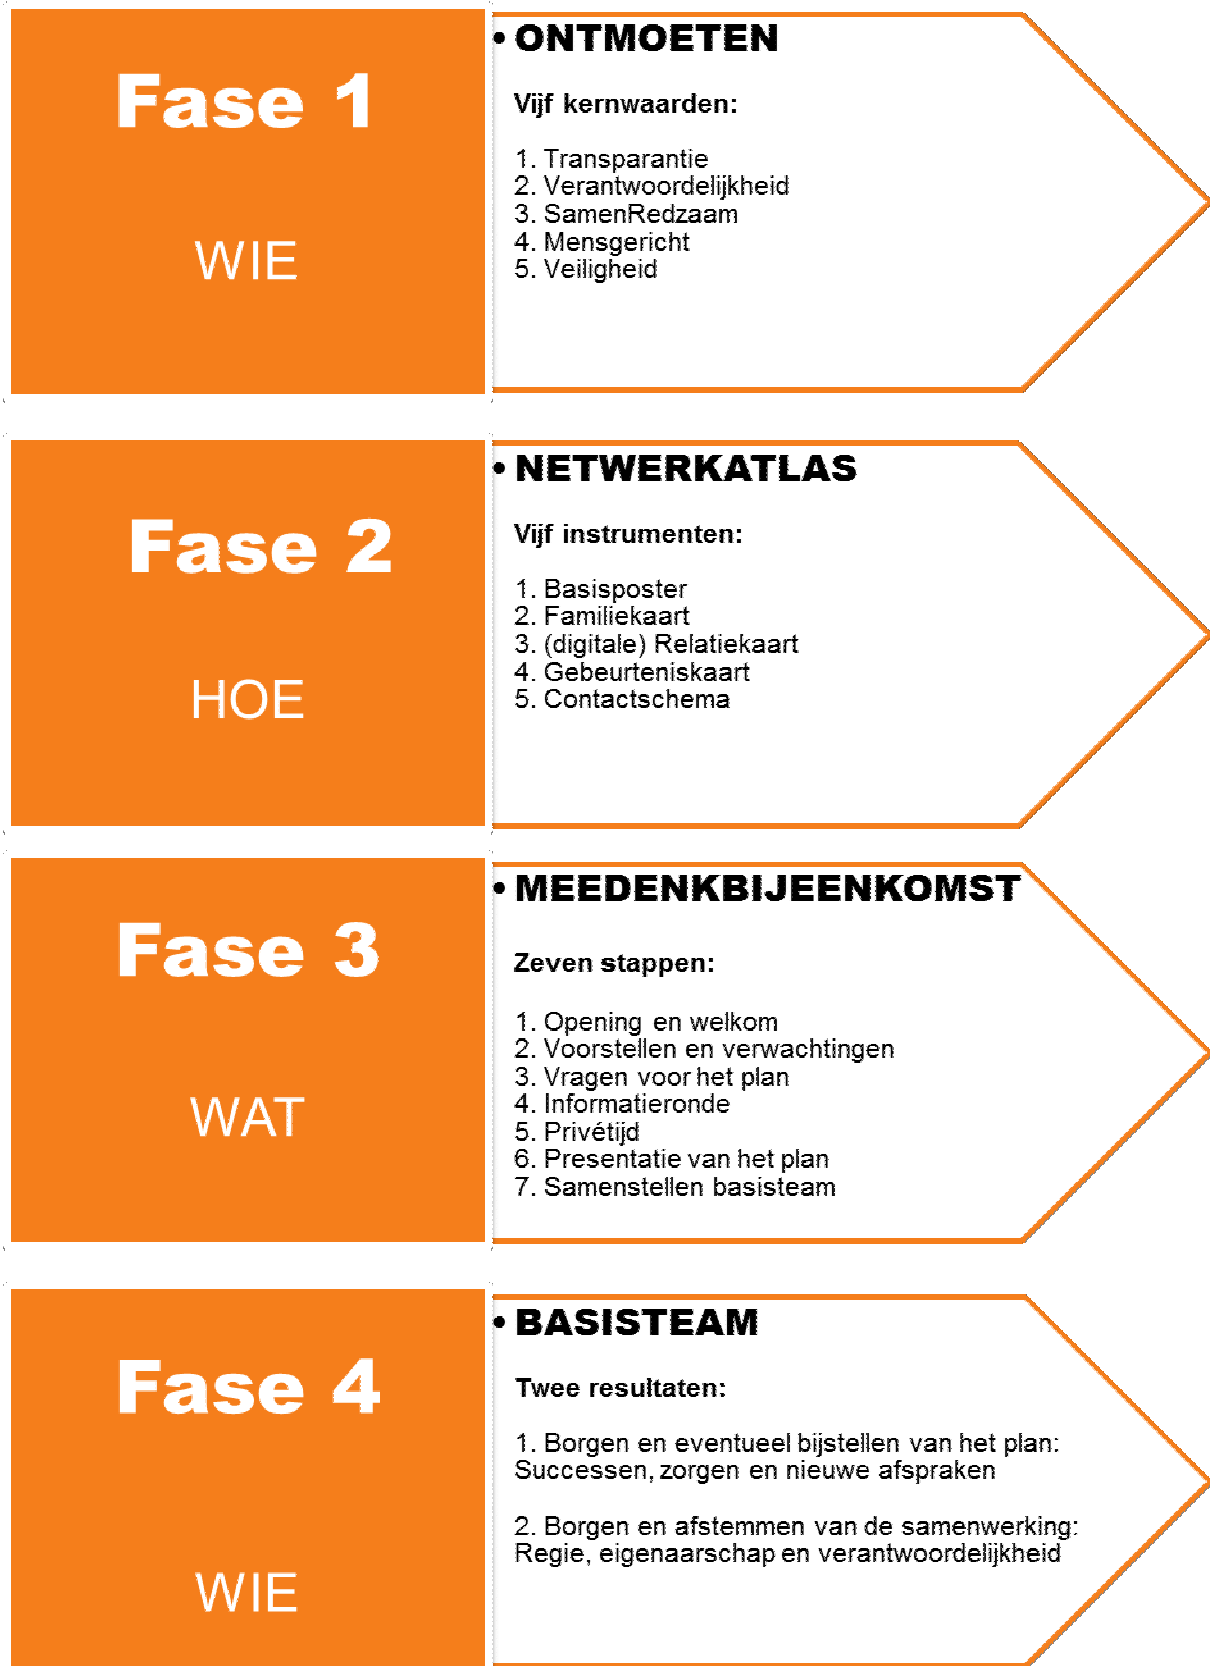 Fase 1
WIE
• ONTMOETEN
Vijf kernwaarden:
1. Transparantie
2. Verantwoordelijkheid
3. SamenRedzaam
4. Mensgericht
5. Veiligheid
Fase 2
HOE
• NETWERKATLAS
Vijf instrumenten:
1. Basisposter
2. Familiekaart
3. (digitale) Relatiekaart
4. Gebeurteniskaart
5. Contactschema
Fase 3
WAT
• MEEDENKBIJEENKOMST
Zeven stappen:
1. Opening en welkom
2. Voorstellen en verwachtingen
3. Vragen voor het plan
4. Informatieronde
5. Privétijd
6. Presentatie van het plan
7. Samenstellen basisteam
Fase 4
WIE
• BASISTEAM
Twee resultaten:
1. Borgen en eventueel bijstellen van het plan:
Successen, zorgen en nieuwe afspraken
2. Borgen en afstemmen van de samenwerking:
Regie, eigenaarschap en verantwoordelijkheid